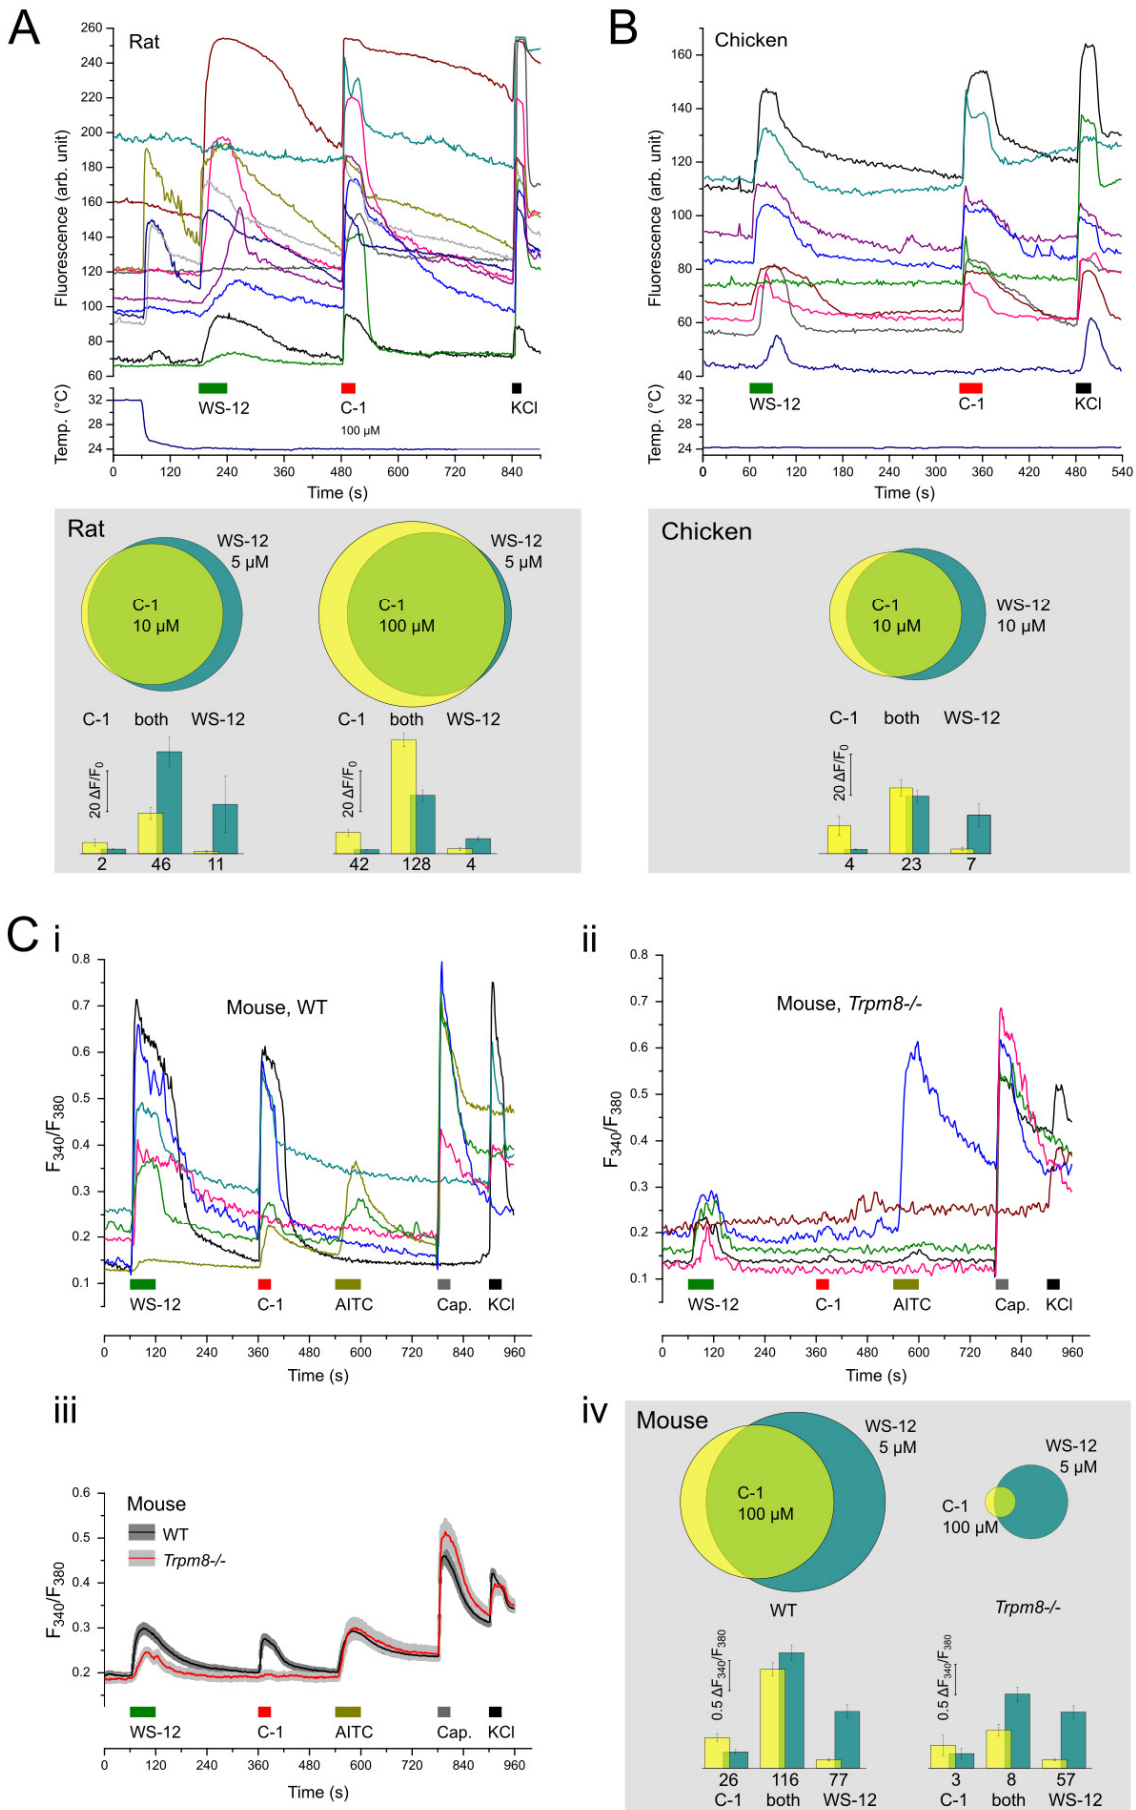 A
Rat
Fluorescence (arb. unit)
260
240
220
200
180
160
140
120
100
80
60
WS-12
C-1
100 µM
KCl
Temp. (°C)
32
28
24
0 120 240 360 480 600 720 840
Time (s)
B
Chicken
Fluorescence (arb. unit)
160
140
120
100
80
60
40
WS-12
C-1
KCl
Temp. (°C)
32
28
24
0 60 120 180 240 300 360 420 480 540
Time (s)
Rat
WS-12
5 µM
C-1
10 µM
WS-12
5 µM
C-1
100 µM
C-1 both WS-12
20 ΔF/F0
2 46 11
C-1 both WS-12
20 ΔF/F0
42 128 4
Chicken
C-1
10 µM
WS-12
10 µM
C-1 both WS-12
20 ΔF/F0
4 23 7
C
i
Mouse, WT
F340/F380
0.8
0.7
0.6
0.5
0.4
0.3
0.2
0.1
WS-12 C-1 AITC Cap. KCl
0 120 240 360 480 600 720 840 960
Time (s)
ii
Mouse, Trpm8-/-
F340/F380
0.8
0.7
0.6
0.5
0.4
0.3
0.2
0.1
WS-12 C-1 AITC Cap. KCl
0 120 240 360 480 600 720 840 960
Time (s)
iii
Mouse
WT
Trpm8-/-
F340/F380
0.6
0.5
0.4
0.3
0.2
WS-12 C-1 AITC Cap. KCl
0 120 240 360 480 600 720 840 960
Time (s)
iv
Mouse
WS-12
5 µM
C-1
100 µM
WT
WS-12
5 µM
C-1
100 µM
Trpm8-/-
0.5 ΔF340/F380
26 116 77
C-1 both WS-12
0.5 ΔF340/F380
3 8 57
C-1 both WS-12